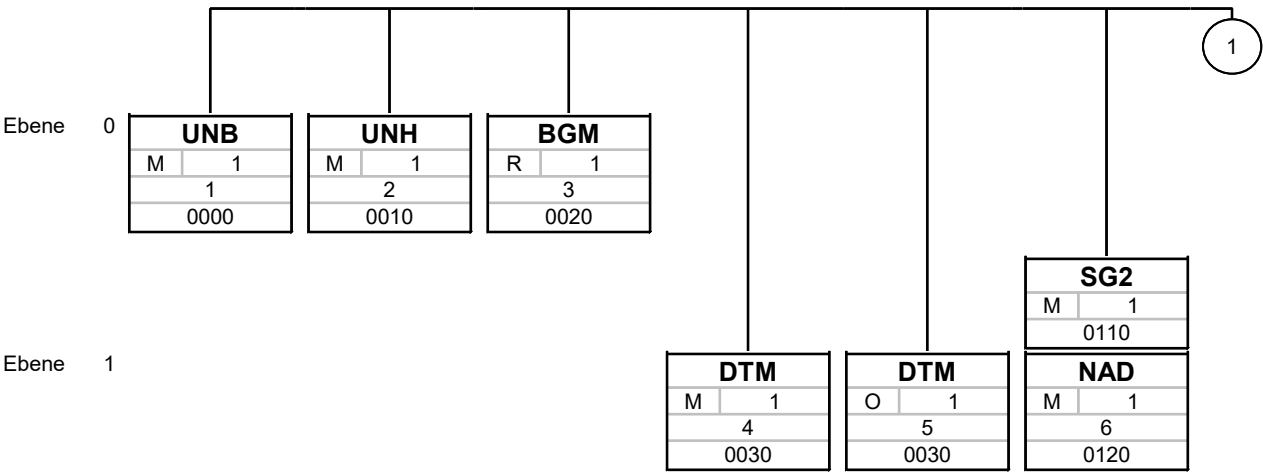 1
Ebene 0
UNB UNH BGM
M 1 M 1 R 1
1 2 3
0000 0010 0020
SG2
M 1
0110
Ebene 1
DTM DTM NAD
M 1 O 1 M 1
4 5 6
0030 0030 0120